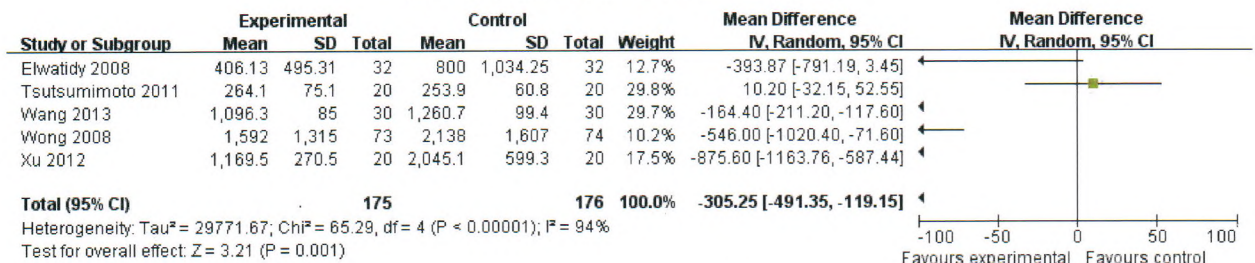 Experimental Control Mean Difference Mean Difference
Study or Subgroup Mean SD Total Mean SD Total Weight IV, Random, 95% CI IV, Random, 95% CI
Elwatidy 2008 406.13 495.31 32 800 1,034.25 32 12.7% -393.87 [-791.19, 3.45]
Tsutsumimoto 2011 264.1 75.1 20 253.9 60.8 20 29.8% 10.20 [-32.15, 52.55]
Wang 2013 1,096.3 85 30 1,260.7 99.4 30 29.7% -164.40 [-211.20, -117.60]
Wong 2008 1,592 1,315 73 2,138 1,607 74 10.2% -546.00 [-1020.40, -71.60]
Xu 2012 1,169.5 270.5 20 2,045.1 599.3 20 17.5% -875.60 [-1163.76, -587.44]
Total (95% CI) 175 176 100.0% -305.25 [-491.35, -119.15]
Heterogeneity: Tau² = 29771.67; Chi² = 65.29, df = 4 (P < 0.00001); I² = 94%
Test for overall effect: Z = 3.21 (P = 0.001)
-100 -50 0 50 100
Favours experimental Favours control